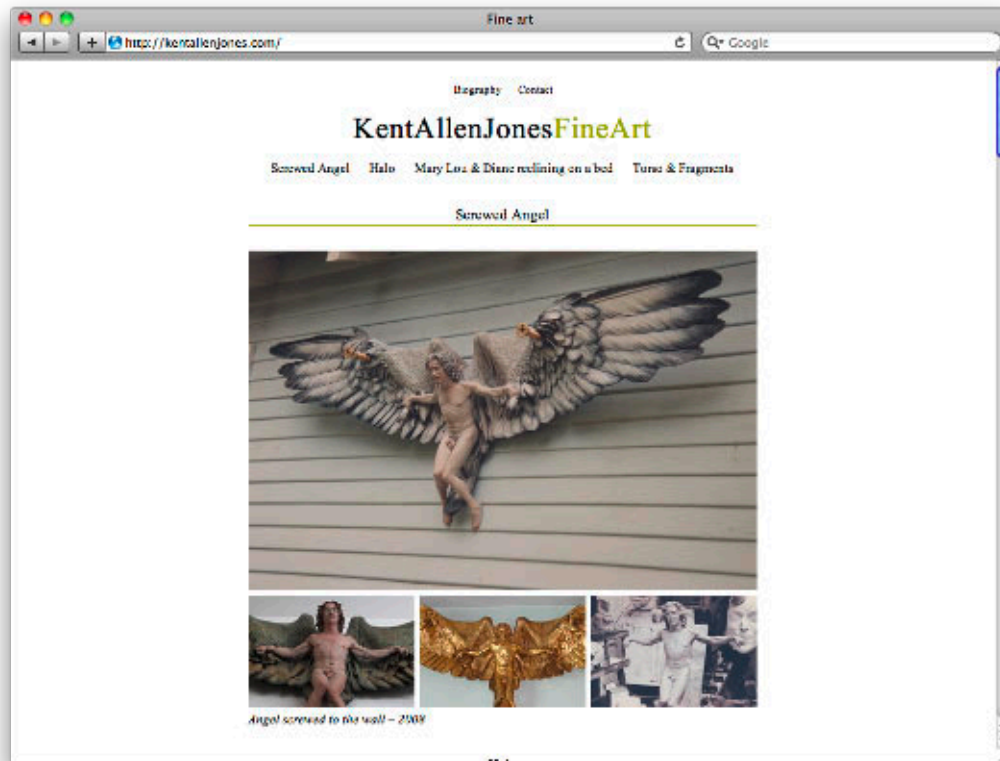 Fine art
http://kentallenjones.com/
Google
Biography Contact
KentAllenJonesFineArt
Screwed Angel Halo Mary Lou & Diane reclining on a bed Torso & Fragments
Screwed Angel
Angel screwed to the wall – 2008